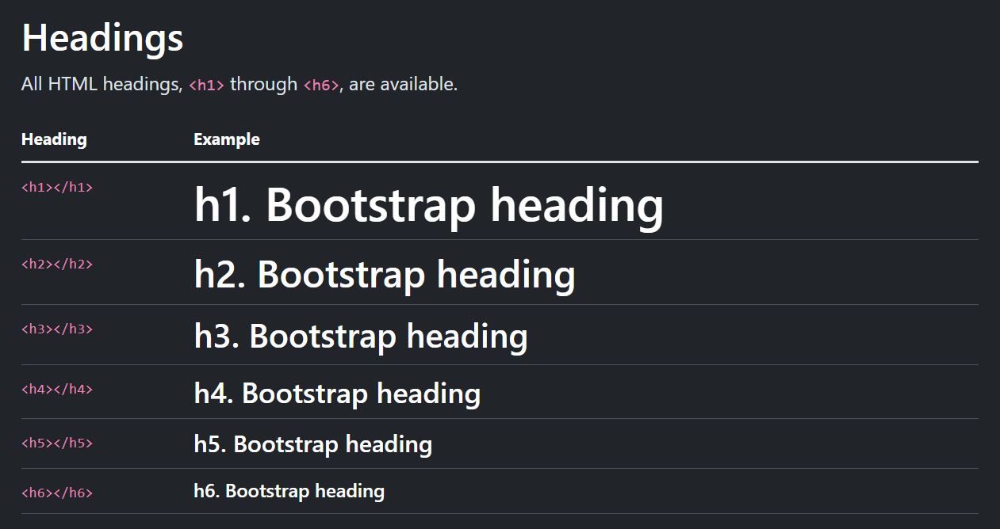 Headings
All HTML headings, <h1> through <h6>, are available.
Heading Example
<h1></h1> h1. Bootstrap heading
<h2></h2> h2. Bootstrap heading
<h3></h3> h3. Bootstrap heading
<h4></h4> h4. Bootstrap heading
<h5></h5> h5. Bootstrap heading
<h6></h6> h6. Bootstrap heading